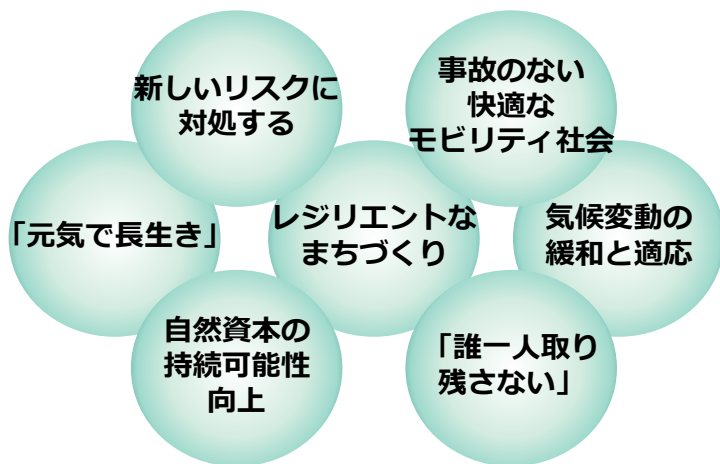 新しいリスクに
対処する
事故のない
快適な
モビリティ社会
「元気で長生き」
レジリエントな
まちづくり
気候変動の
緩和と適応
自然資本の
持続可能性
向上
「誰一人取り
残さない」